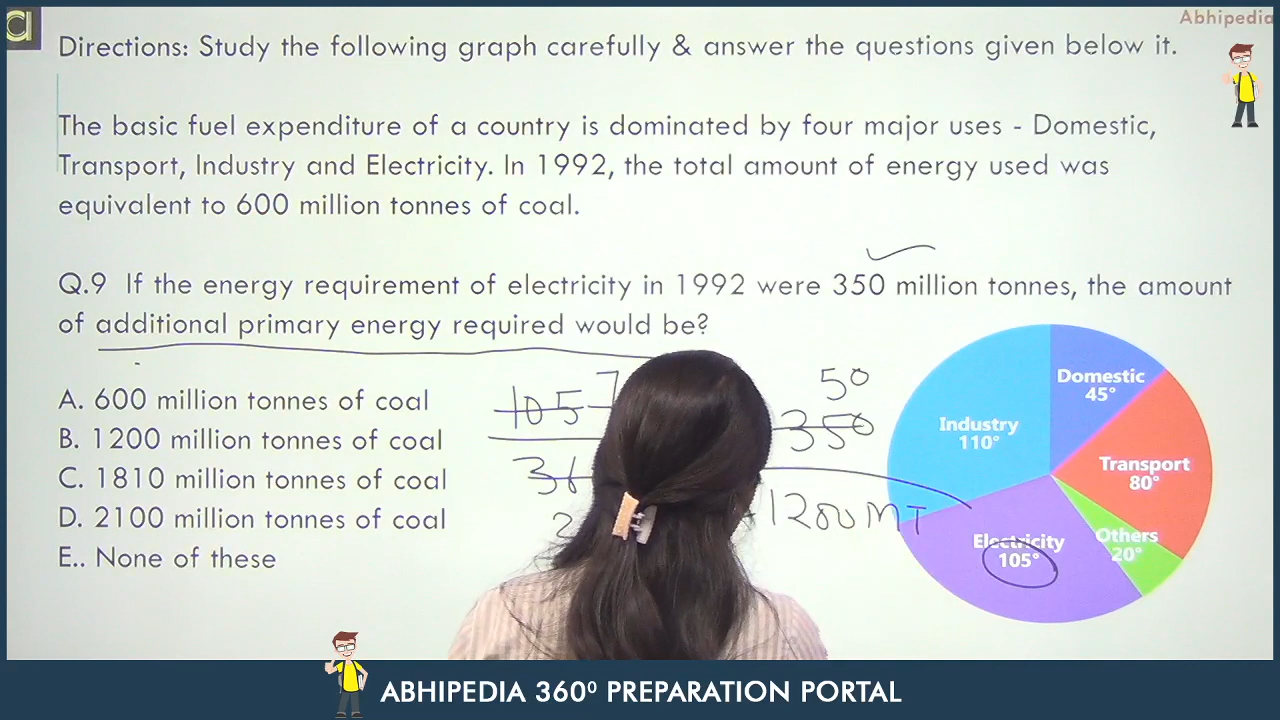 a
Abhipedia
Directions: Study the following graph carefully & answer the questions given below it.
The basic fuel expenditure of a country is dominated by four major uses - Domestic,
Transport, Industry and Electricity. In 1992, the total amount of energy used was
equivalent to 600 million tonnes of coal.
Q.9 If the energy requirement of electricity in 1992 were 350 million tonnes, the amount
of additional primary energy required would be?
A. 600 million tonnes of coal
B. 1200 million tonnes of coal
C. 1810 million tonnes of coal
D. 2100 million tonnes of coal
E.. None of these
105
50
350
1200 MT
Domestic
45°
Industry
110°
Transport
80°
Others
20°
Electricity
105°
ABHIPEDIA 360⁰ PREPARATION PORTAL